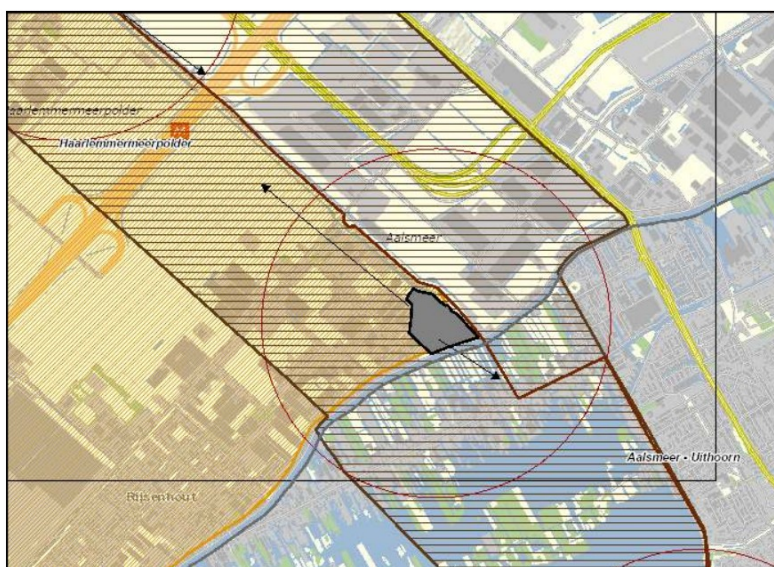 Haarlemmermeerpolder
Haarlemmermeerpolder
Aalsmeer
Aalsmeer - Uithoorn
Rijsenhout